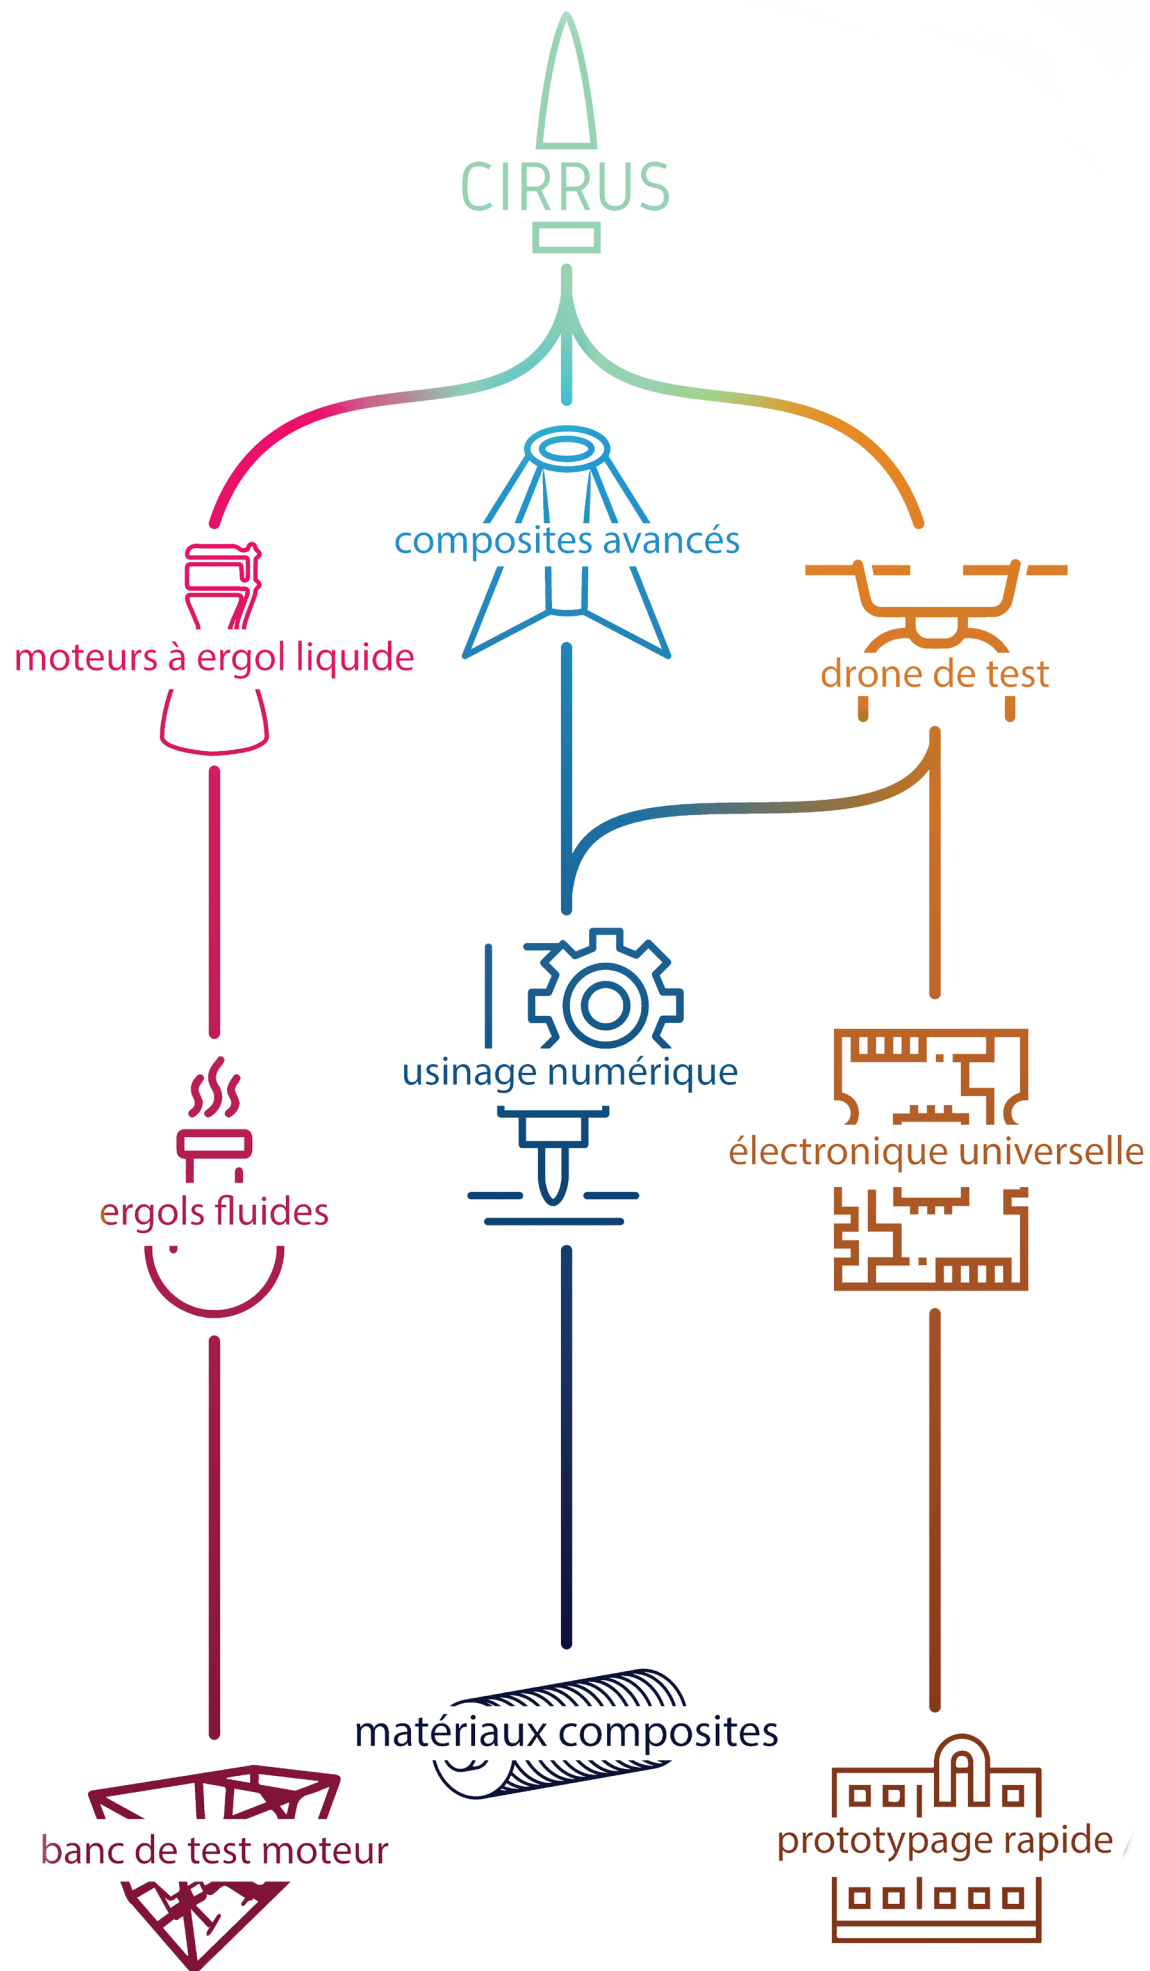 CIRRUS
composites avancés
moteurs à ergol liquide
drone de test
usinage numérique
électronique universelle
ergols fluides
matériaux composites
banc de test moteur
prototypage rapide